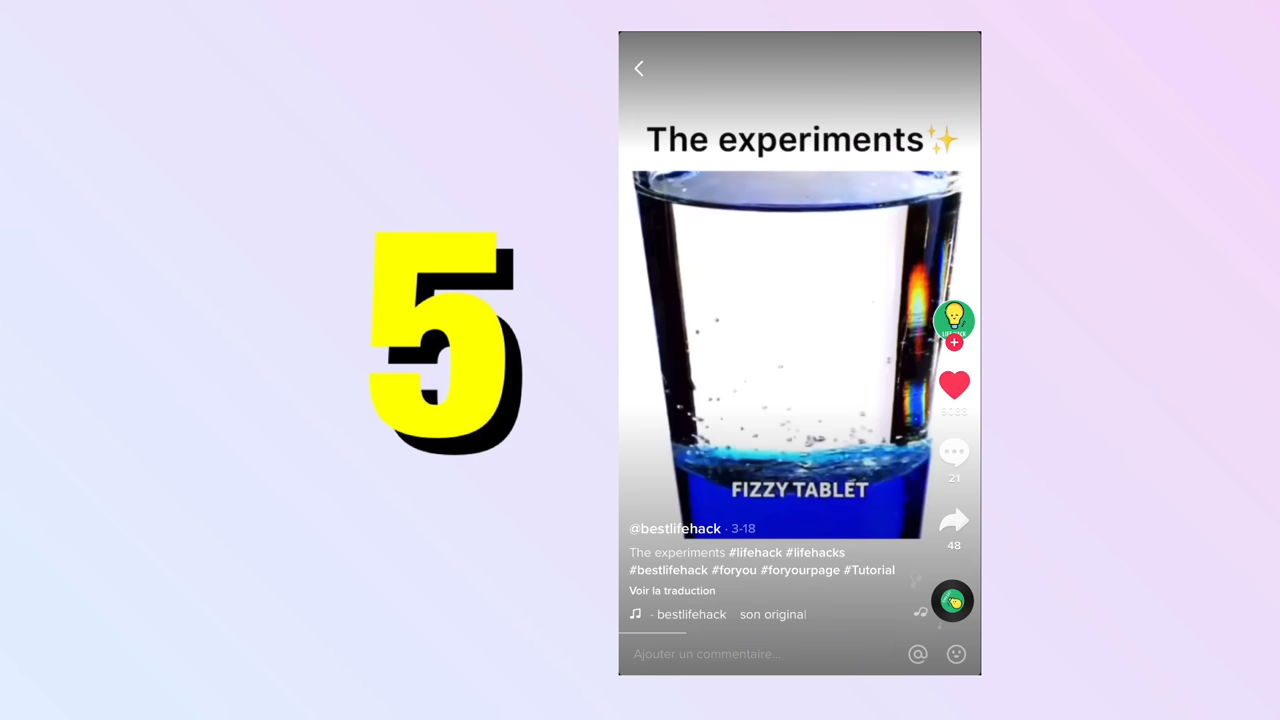 5
The experiments✨
FIZZY TABLET
@bestlifehack · 3-18
The experiments #lifehack #lifehacks
#bestlifehack #foryou #foryourpage #Tutorial
Voir la traduction
- bestlifehack son original
Ajouter un commentaire...
21
48